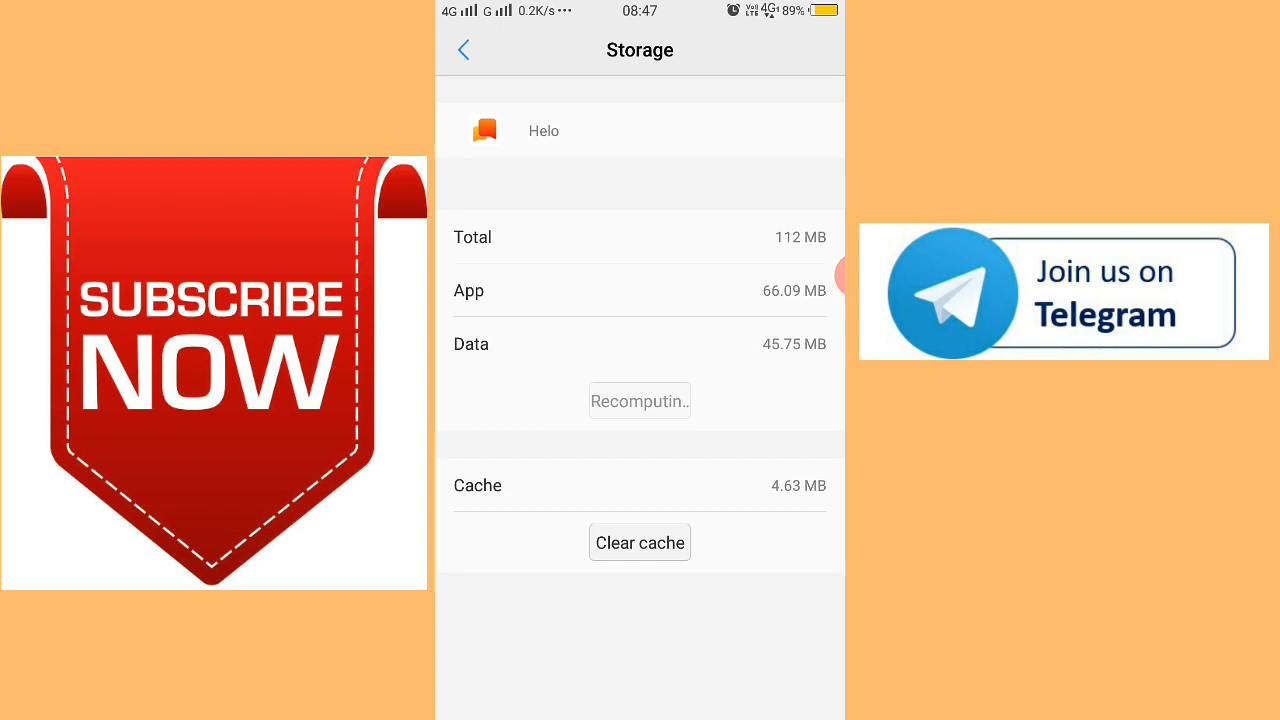 4G G 0.2K/s ... 08:47 4G 89%
Storage
Helo
Total 112 MB
App 66.09 MB
Data 45.75 MB
Recomputin..
Cache 4.63 MB
Clear cache
SUBSCRIBE
NOW
Join us on
Telegram